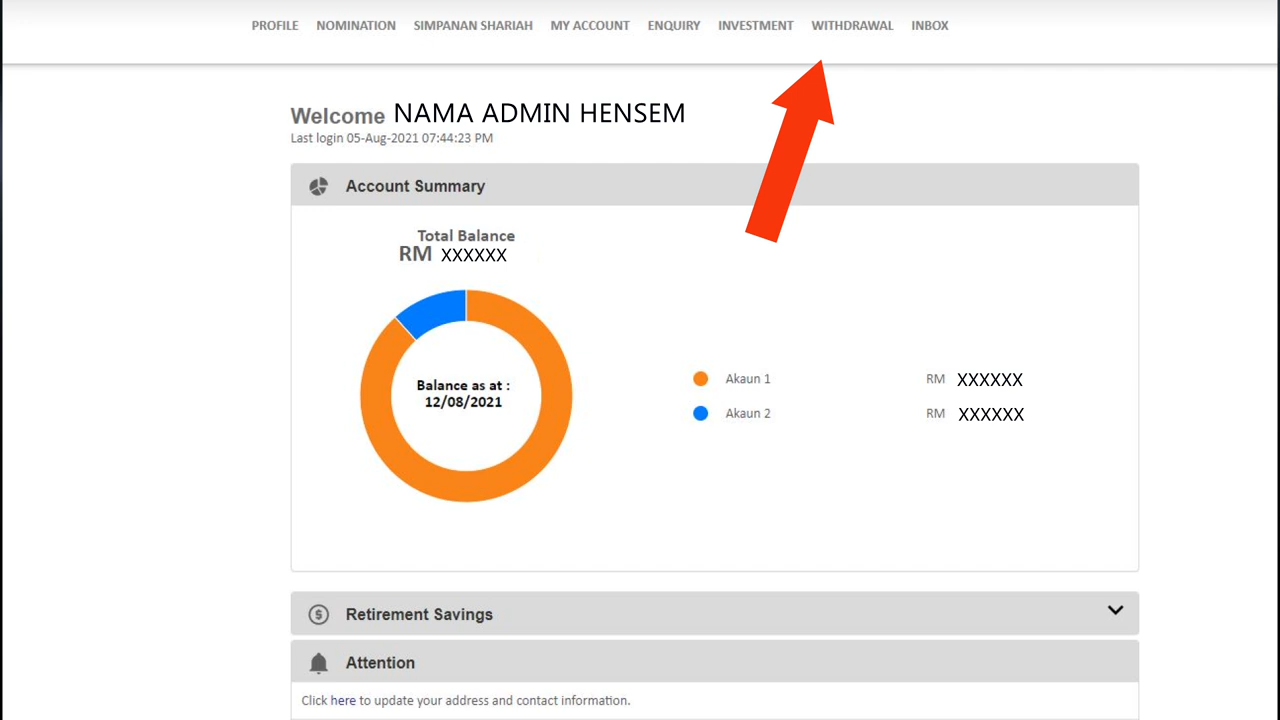 PROFILE NOMINATION SIMPANAN SHARIAH MY ACCOUNT ENQUIRY INVESTMENT WITHDRAWAL INBOX
Welcome NAMA ADMIN HENSEM
Last login 05-Aug-2021 07:44:23 PM
Account Summary
Total Balance
RM XXXXXX
Balance as at :
12/08/2021
Akaun 1 RM XXXXXX
Akaun 2 RM XXXXXX
Retirement Savings
Attention
Click here to update your address and contact information.